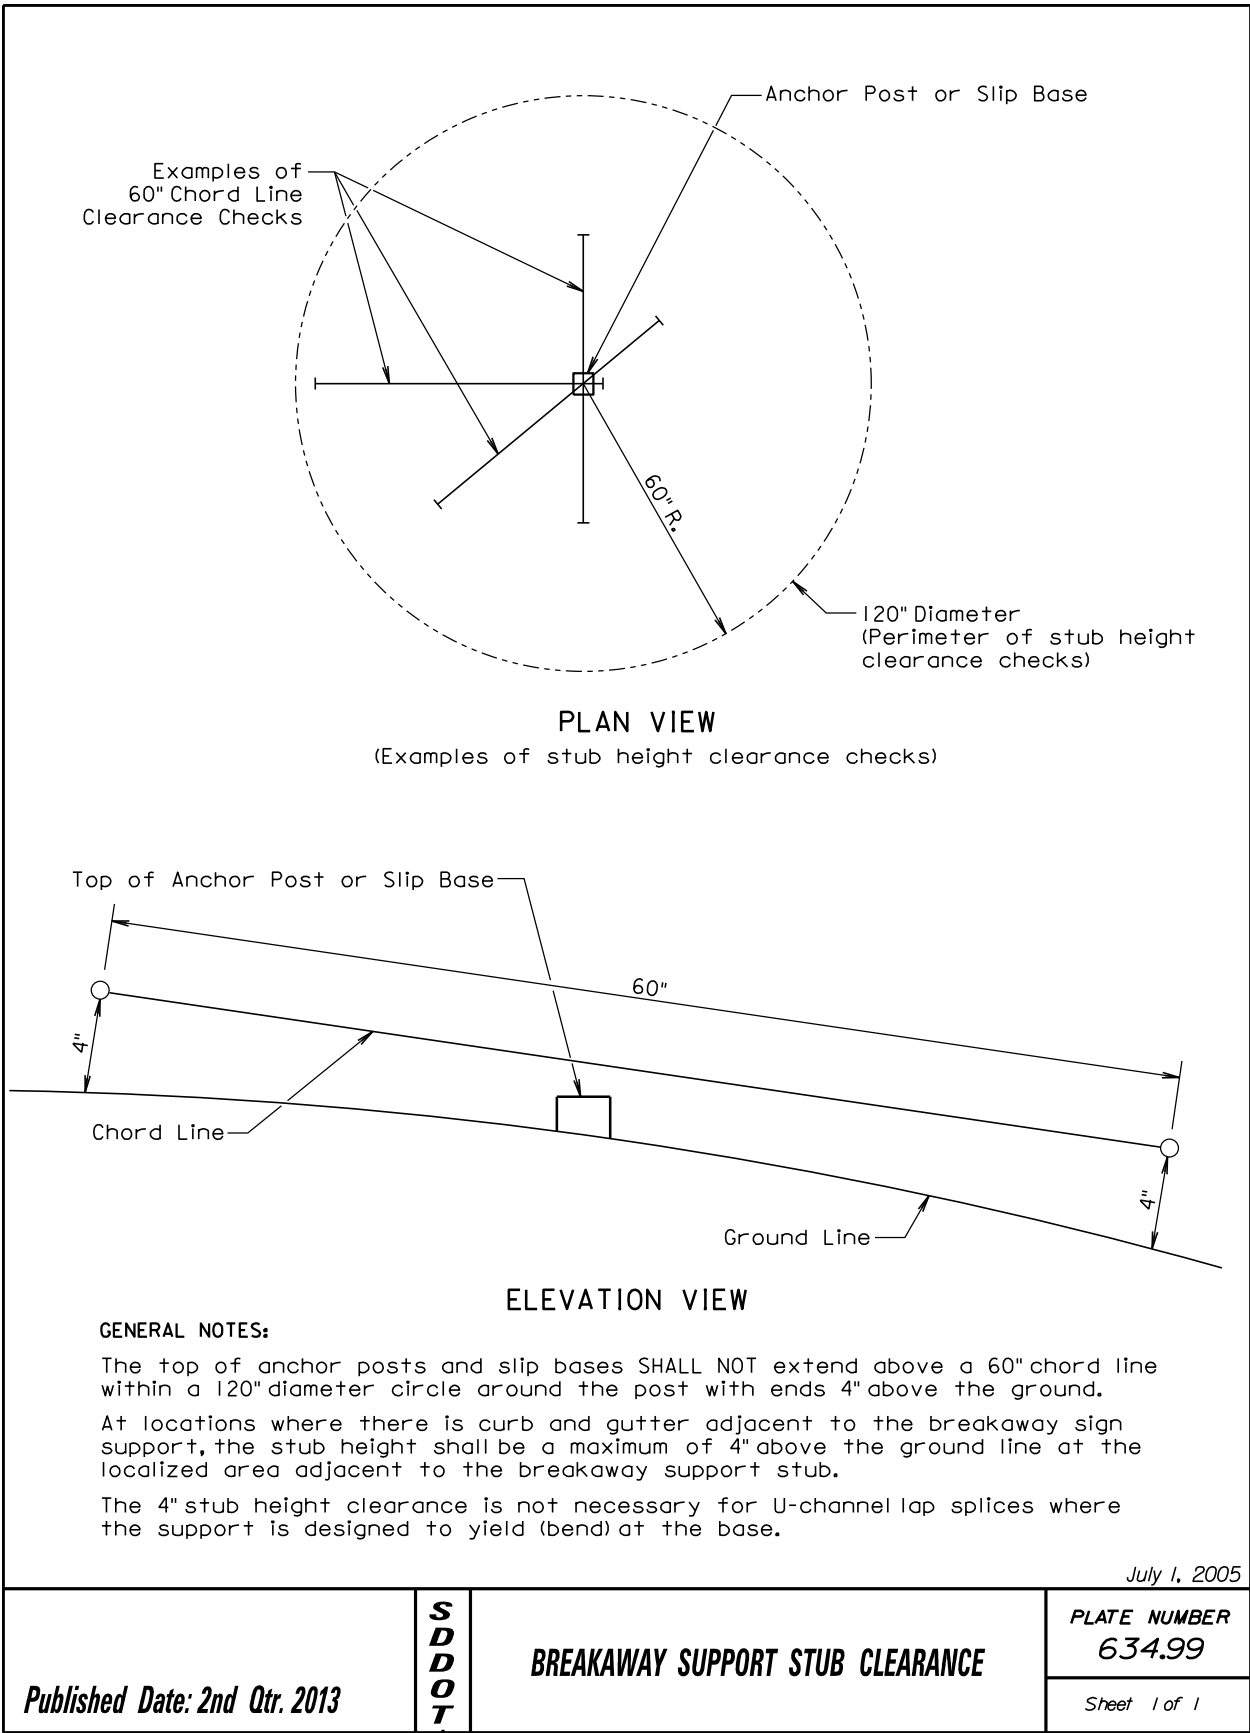 Anchor Post or Slip Base
Examples of
60" Chord Line
Clearance Checks
60" R.
120" Diameter
(Perimeter of stub height
clearance checks)
PLAN VIEW
(Examples of stub height clearance checks)
Top of Anchor Post or Slip Base
60"
4"
Chord Line
4"
Ground Line
ELEVATION VIEW
GENERAL NOTES:
The top of anchor posts and slip bases SHALL NOT extend above a 60" chord line
within a 120" diameter circle around the post with ends 4" above the ground.
At locations where there is curb and gutter adjacent to the breakaway sign
support, the stub height shall be a maximum of 4" above the ground line at the
localized area adjacent to the breakaway support stub.
The 4" stub height clearance is not necessary for U-channel lap splices where
the support is designed to yield (bend) at the base.
July 1, 2005
Published Date: 2nd Qtr. 2013
S
D
D
O
T
BREAKAWAY SUPPORT STUB CLEARANCE
PLATE NUMBER
634.99
Sheet 1 of 1